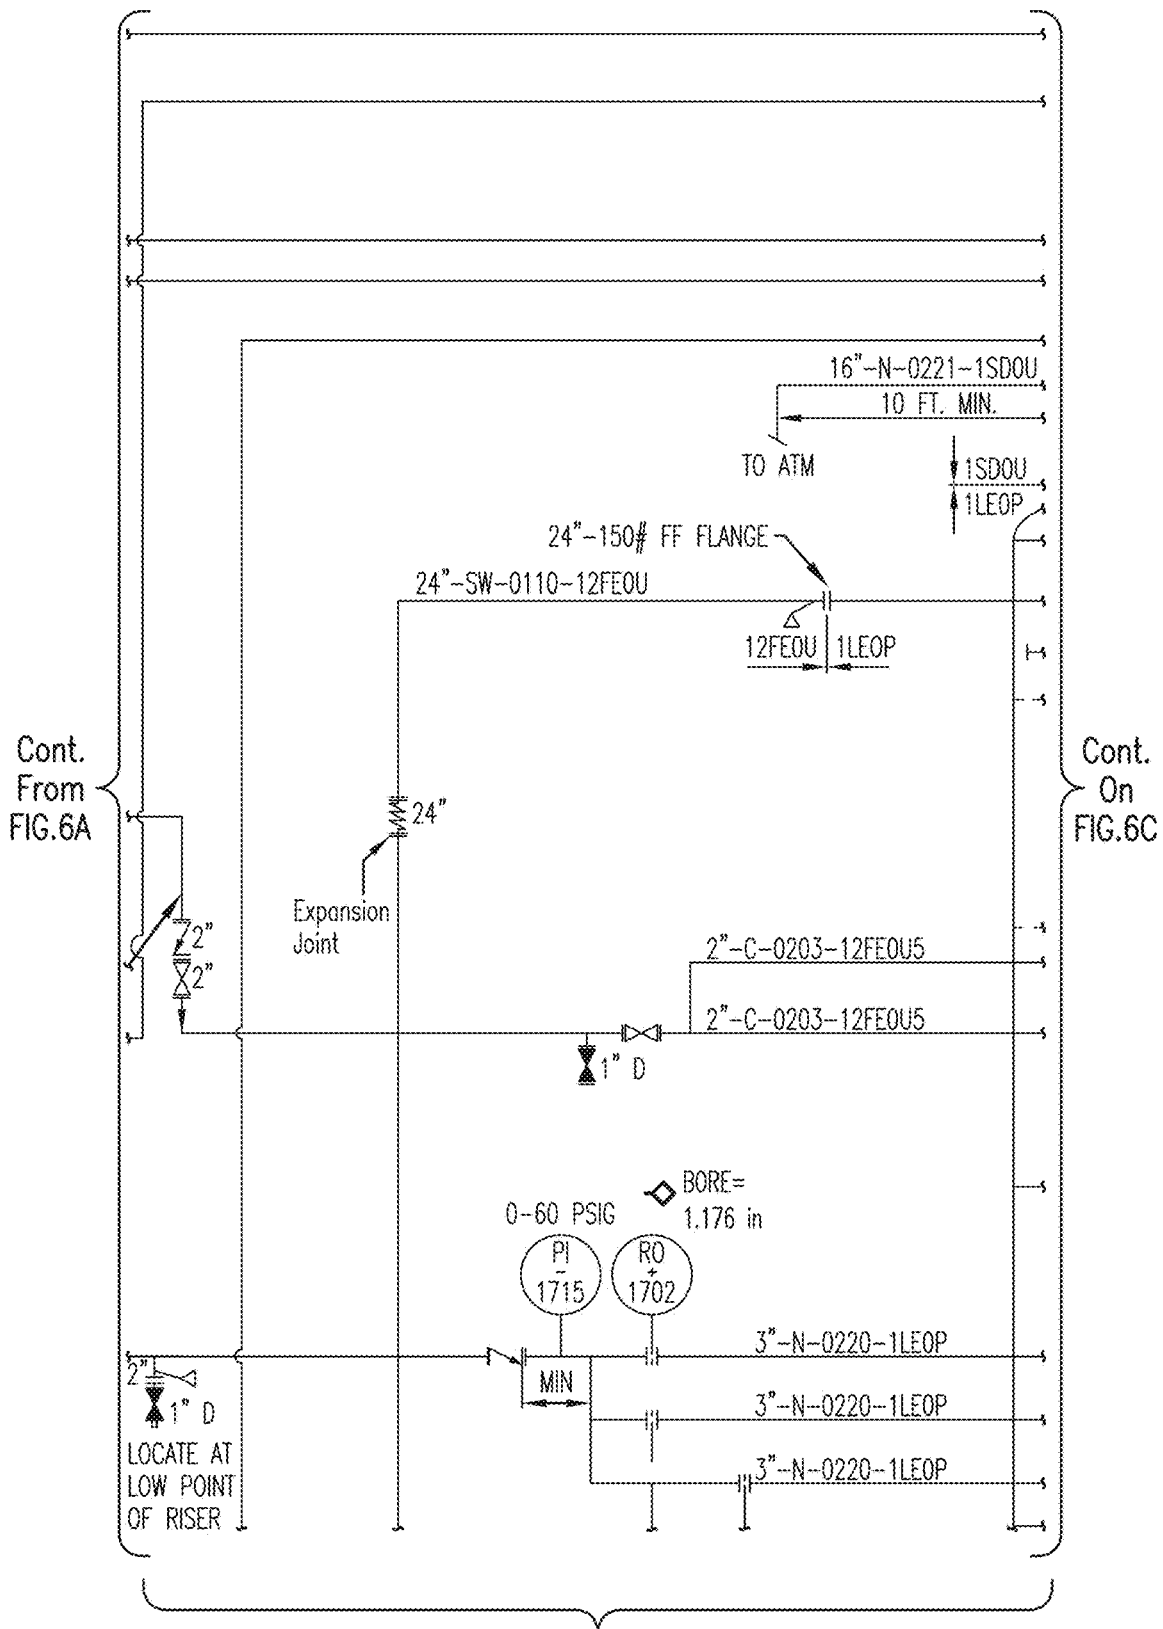 16"-N-0221-1SD0U
10 FT. MIN.
TO ATM
1SD0U
1LE0P
24"-150# FF FLANGE
24"-SW-0110-12FE0U
12FE0U
1LE0P
Cont.
From
FIG.6A
Cont.
On
FIG.6C
24"
Expansion
Joint
2"
2"
2"-C-0203-12FE0U5
2"-C-0203-12FE0U5
1" D
BORE=
1.176 in
0-60 PSIG
PI
-
1715
RO
+
1702
3"-N-0220-1LE0P
2"
MIN
1" D
3"-N-0220-1LE0P
LOCATE AT
LOW POINT
OF RISER
3"-N-0220-1LE0P